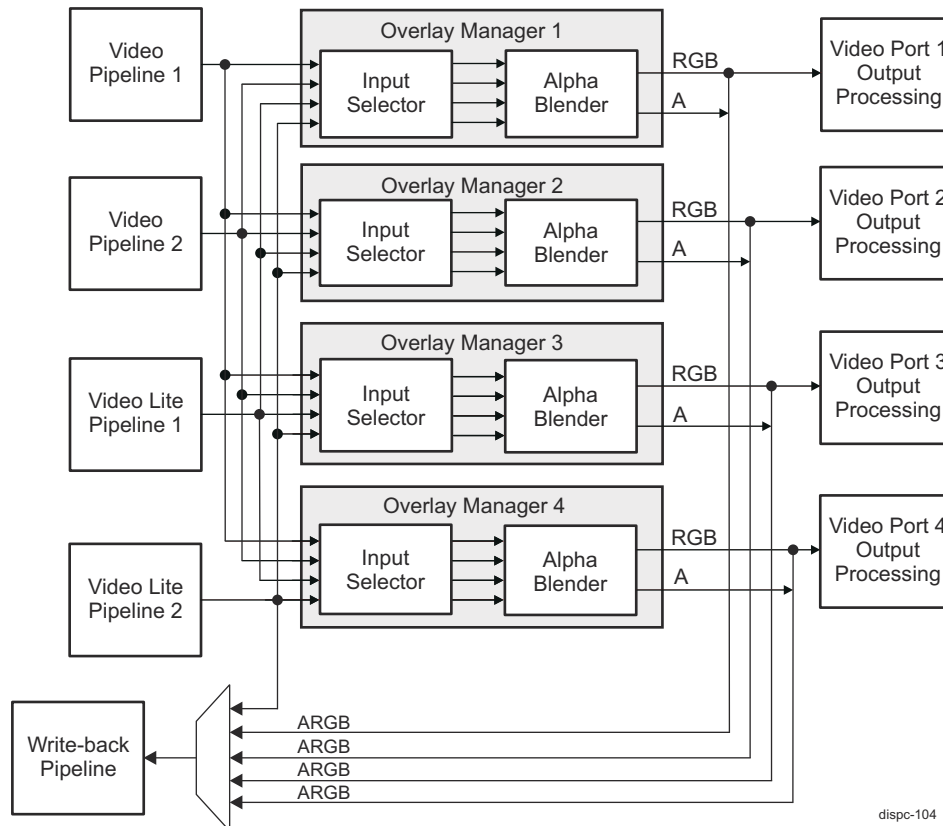 Video
Pipeline 1
Overlay Manager 1
Input
Selector
Alpha
Blender
RGB
A
Video Port 1
Output
Processing
Video
Pipeline 2
Overlay Manager 2
Input
Selector
Alpha
Blender
RGB
A
Video Port 2
Output
Processing
Video Lite
Pipeline 1
Overlay Manager 3
Input
Selector
Alpha
Blender
RGB
A
Video Port 3
Output
Processing
Video Lite
Pipeline 2
Overlay Manager 4
Input
Selector
Alpha
Blender
RGB
A
Video Port 4
Output
Processing
Write-back
Pipeline
ARGB
ARGB
ARGB
ARGB
dispc-104